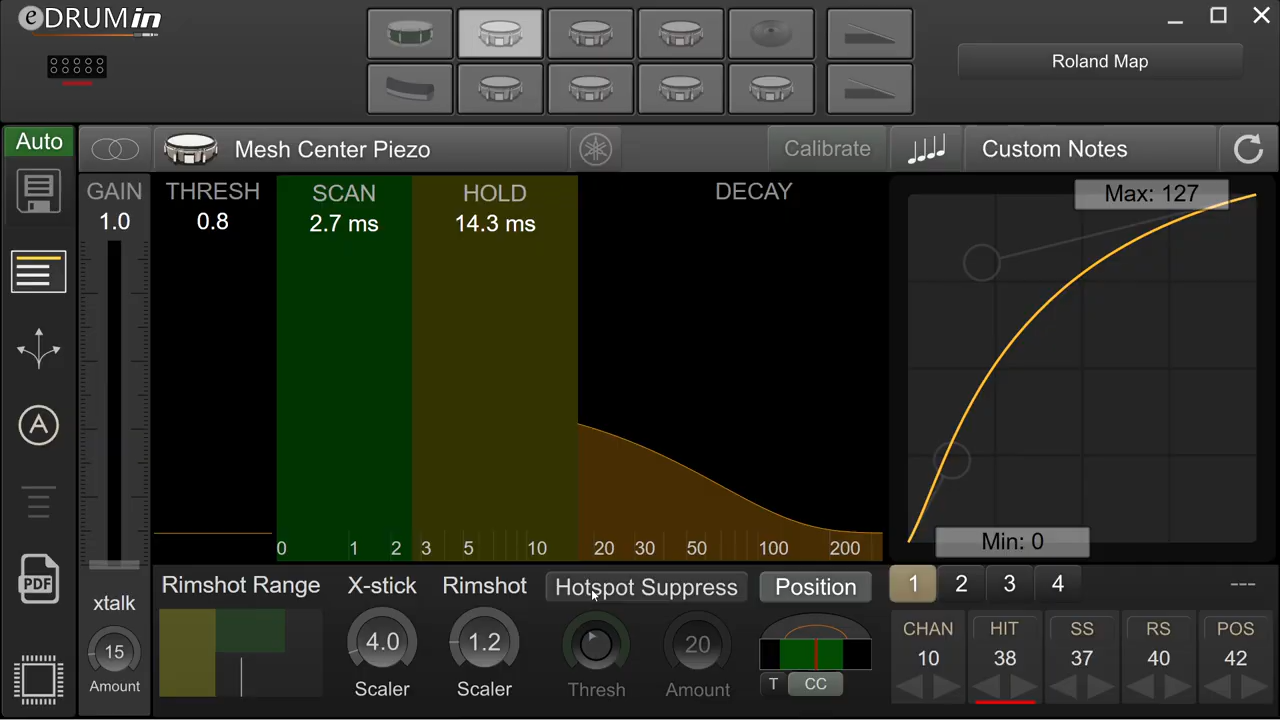 eDRUMin
Roland Map
Auto
Mesh Center Piezo
Calibrate
Custom Notes
GAIN
1.0
THRESH
0.8
SCAN
2.7 ms
HOLD
14.3 ms
DECAY
Max: 127
A
0 1 2 3 5 10 20 30 50 100 200
Min: 0
PDF
xtalk
15
Amount
Rimshot Range
X-stick
4.0
Scaler
Rimshot
1.2
Scaler
Hotspot Suppress
Thresh
20
Amount
Position
T
CC
1 2 3 4 ---
CHAN HIT SS RS POS
10 38 37 40 42